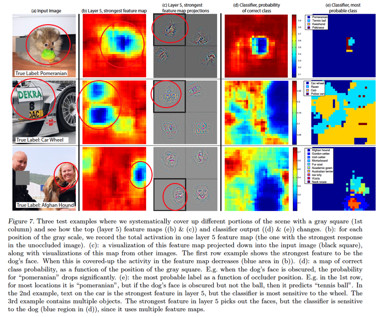 (a) Input Image
(b) Layer 5, strongest feature map
(c) Layer 5, strongest
feature map projections
(d) Classifier, probability
of correct class
(e) Classifier, most
probable class
True Label: Pomeranian
DEKRA
True Label: Car Wheel
True Label: Afghan Hound
Figure 7. Three test examples where we systematically cover up different portions of the scene with a gray square (1st
column) and see how the top (layer 5) feature maps ((b) & (c)) and classifier output ((d) & (e)) changes. (b): for each
position of the gray scale, we record the total activation in one layer 5 feature map (the one with the strongest response
in the unoccluded image). (c): a visualization of this feature map projected down into the input image (black square),
along with visualizations of this map from other images. The first row example shows the strongest feature to be the
dog's face. When this is covered-up the activity in the feature map decreases (blue area in (b)). (d): a map of correct
class probability, as a function of the position of the gray square. E.g. when the dog's face is obscured, the probability
for "pomeranian" drops significantly. (e): the most probable label as a function of occluder position. E.g. in the 1st row,
for most locations it is "pomeranian", but if the dog's face is obscured but not the ball, then it predicts "tennis ball". In
the 2nd example, text on the car is the strongest feature in layer 5, but the classifier is most sensitive to the wheel. The
3rd example contains multiple objects. The strongest feature in layer 5 picks out the faces, but the classifier is sensitive
to the dog (blue region in (d)), since it uses multiple feature maps.